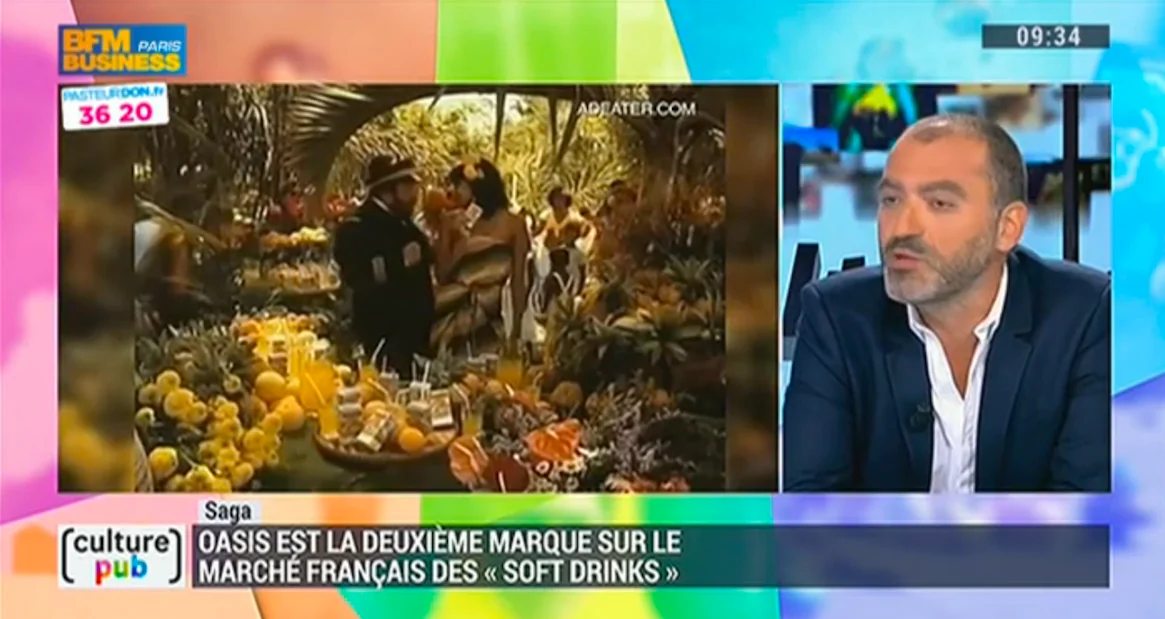 BFM PARIS
BUSINESS
09:34
PASTEURDON.fr
36 20
ADEATER.COM
Saga
culture
pub
OASIS EST LA DEUXIÈME MARQUE SUR LE
MARCHÉ FRANÇAIS DES « SOFT DRINKS »